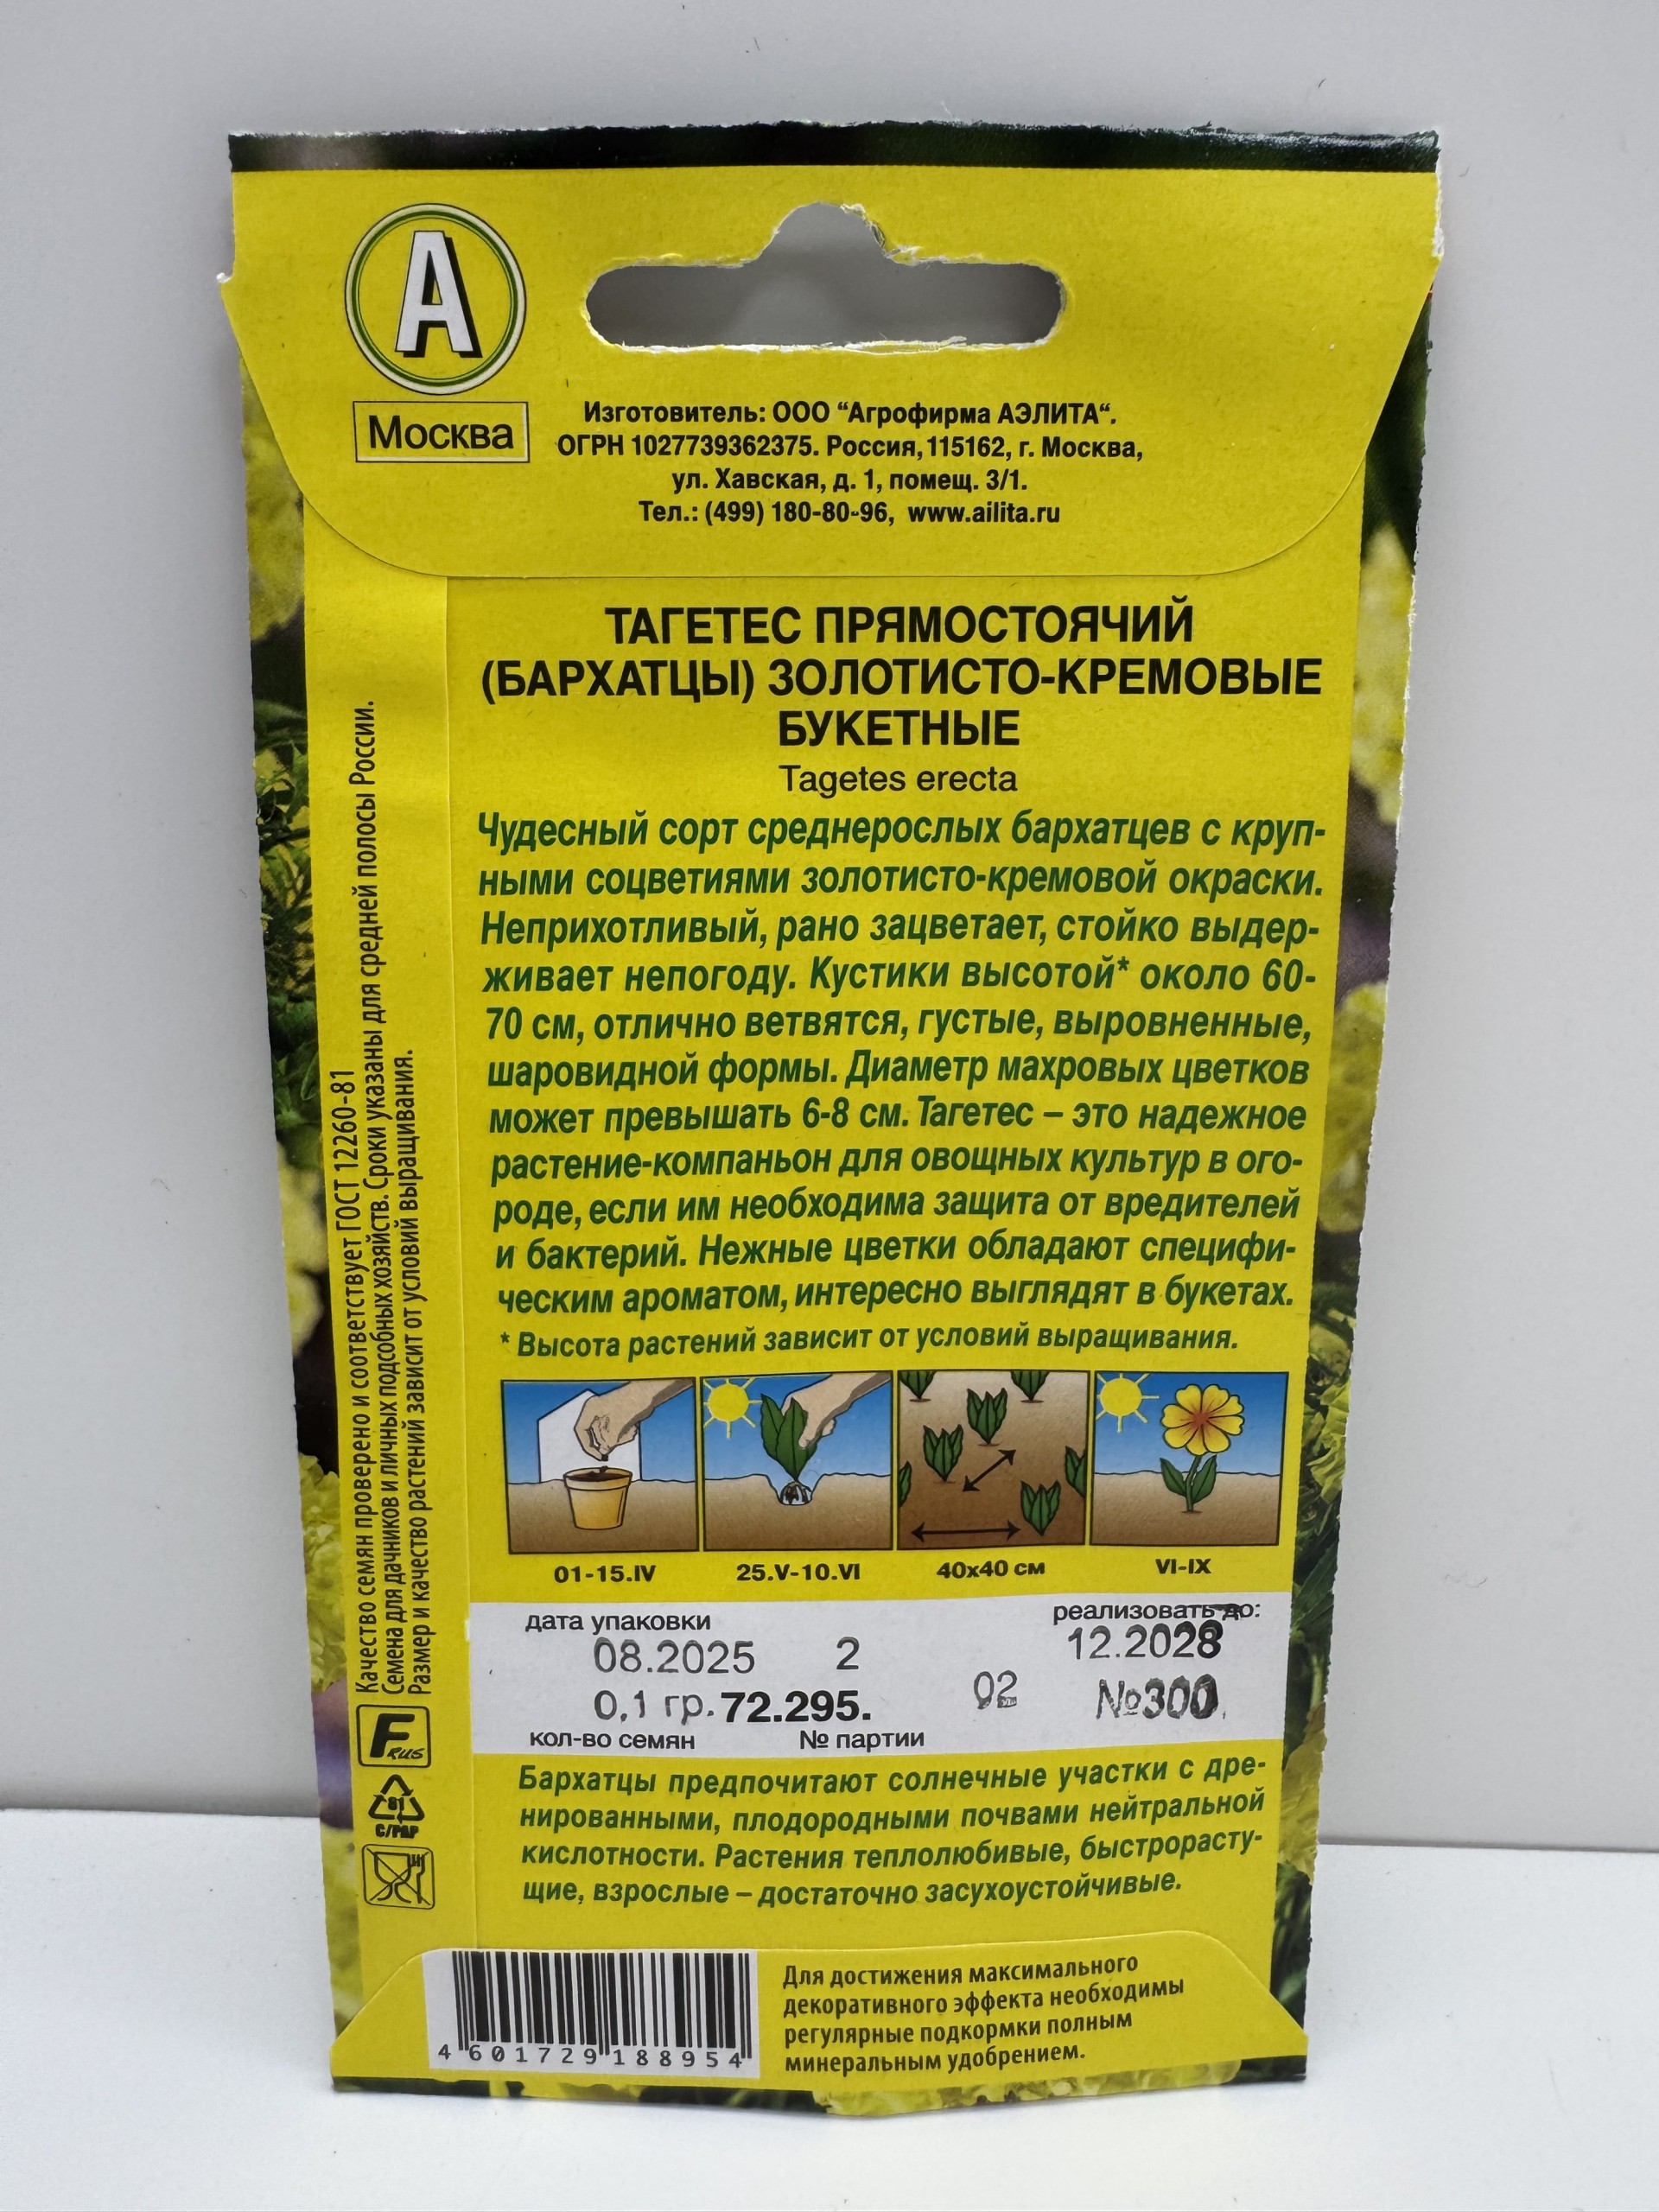 А
Москва
Изготовитель: ООО “Агрофирма АЭЛИТА“.
ОГРН 1027739362375. Россия, 115162, г. Москва,
ул. Хавская, д. 1, помещ. 3/1.
Тел.: (499) 180-80-96, www.ailita.ru
ТАГЕТЕС ПРЯМОСТОЯЧИЙ
(БАРХАТЦЫ) ЗОЛОТИСТО-КРЕМОВЫЕ
БУКЕТНЫЕ
Tagetes erecta
Чудесный сорт среднерослых бархатцев с круп-
ными соцветиями золотисто-кремовой окраски.
Неприхотливый, рано зацветает, стойко выдер-
живает непогоду. Кустики высотой* около 60-
70 см, отлично ветвятся, густые, выровненные,
шаровидной формы. Диаметр махровых цветков
может превышать 6-8 см. Тагетес – это надежное
растение-компаньон для овощных культур в ого-
роде, если им необходима защита от вредителей
и бактерий. Нежные цветки обладают специфи-
ческим ароматом, интересно выглядят в букетах.
* Высота растений зависит от условий выращивания.
01-15.IV 25.V-10.VI 40x40 см VI-IX
дата упаковки реализовать до:
08.2025 2 12.2028
0,1 гр. 72.295. 02 №300.
кол-во семян № партии
Бархатцы предпочитают солнечные участки с дре-
нированными, плодородными почвами нейтральной
кислотности. Растения теплолюбивые, быстрорасту-
щие, взрослые – достаточно засухоустойчивые.
Для достижения максимального
декоративного эффекта необходимы
регулярные подкормки полным
минеральным удобрением.
4 601729 188954
Качество семян проверено и соответствует ГОСТ 12260-81
Семена для дачников и личных подсобных хозяйств. Сроки указаны для средней полосы России.
Размер и качество растений зависит от условий выращивания.
F RUS
81
C/PAP